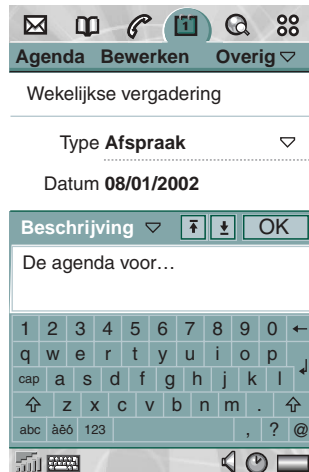 Agenda Bewerken Overig
Wekelijkse vergadering
Type Afspraak
Datum 08/01/2002
Beschrijving OK
De agenda voor…
1 2 3 4 5 6 7 8 9 0 ←
q w e r t y u i o p
cap a s d f g h j k l
z x c v b n m .
abc àêó 123 , ? @